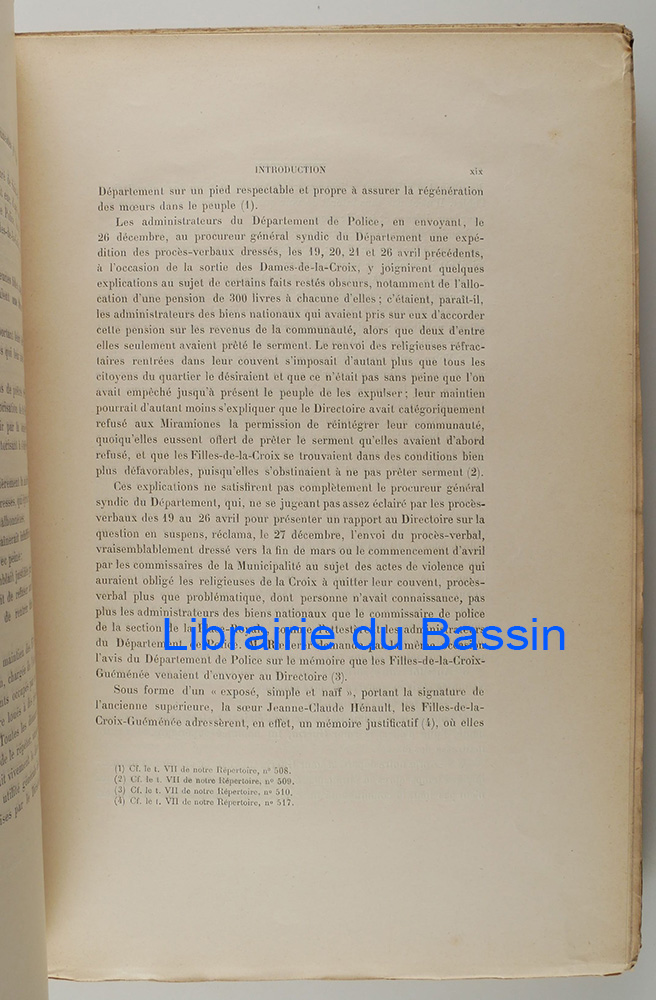 INTRODUCTION xix
Département sur un pied respectable et propre à assurer la régénération
des mœurs dans le peuple (1).
Les administrateurs du Département de Police, en envoyant, le
26 décembre, au procureur général syndic du Département une expé-
dition des procès-verbaux dressés, les 19, 20, 21 et 26 avril précédents,
à l'occasion de la sortie des Dames-de-la-Croix, y joignirent quelques
explications au sujet de certains faits restés obscurs, notamment de l'allo-
cation d'une pension de 300 livres à chacune d'elles ; c'étaient, paraît-il,
les administrateurs des biens nationaux qui avaient pris sur eux d'accorder
cette pension sur les revenus de la communauté, alors que deux d'entre
elles seulement avaient prêté le serment. Le renvoi des religieuses réfrac-
taires rentrées dans leur couvent s'imposait d'autant plus que tous les
citoyens du quartier le désiraient et que ce n'était pas sans peine que l'on
avait empêché jusqu'à présent le peuple de les expulser ; leur maintien
pourrait d'autant moins s'expliquer que le Directoire avait catégoriquement
refusé aux Miramiones la permission de réintégrer leur communauté,
quoiqu'elles eussent offert de prêter le serment qu'elles avaient d'abord
refusé, et que les Filles-de-la-Croix se trouvaient dans des conditions bien
plus défavorables, puisqu'elles s'obstinaient à ne pas prêter serment (2).
Ces explications ne satisfirent pas complètement le procureur général
syndic du Département, qui, ne se jugeant pas assez éclairé par les procès-
verbaux des 19 au 26 avril pour présenter un rapport au Directoire sur la
question en suspens, réclama, le 27 décembre, l'envoi du procès-verbal,
vraisemblablement dressé vers la fin de mars ou le commencement d'avril
par les commissaires de la Municipalité au sujet des actes de violence qui
auraient obligé les religieuses de la Croix à quitter leur couvent, procès-
verbal plus que problématique, dont personne n'avait connaissance, pas
plus les administrateurs des biens nationaux que le commissaire de police
de la section de la
du Département de Police.
l'avis du Département de Police sur le mémoire que les Filles-de-la-Croix-
Guéménée venaient d'envoyer au Directoire (3).
Sous forme d'un « exposé, simple et naïf », portant la signature de
l'ancienne supérieure, la sœur Jeanne-Claude Hénault, les Filles-de-la-
Croix-Guéménée adressèrent, en effet, un mémoire justificatif (4), où elles
(1) Cf. le t. VII de notre Répertoire, nº 508.
(2) Cf. le t. VII de notre Répertoire, nº 509.
(3) Cf. le t. VII de notre Répertoire, nº 510.
(4) Cf. le t. VII de notre Répertoire, nº 517.
Librairie du Bassin